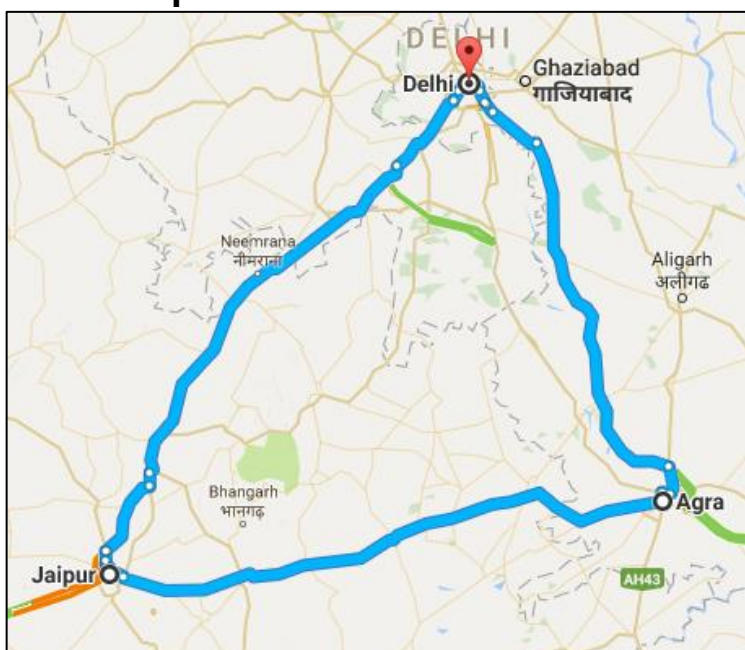 DELHI
Delhi
Ghaziabad
गाजियाबाद
Neemrana
नीमराना
Aligarh
अलीगढ़
Bhangarh
भानगढ़
Agra
Jaipur
AH43